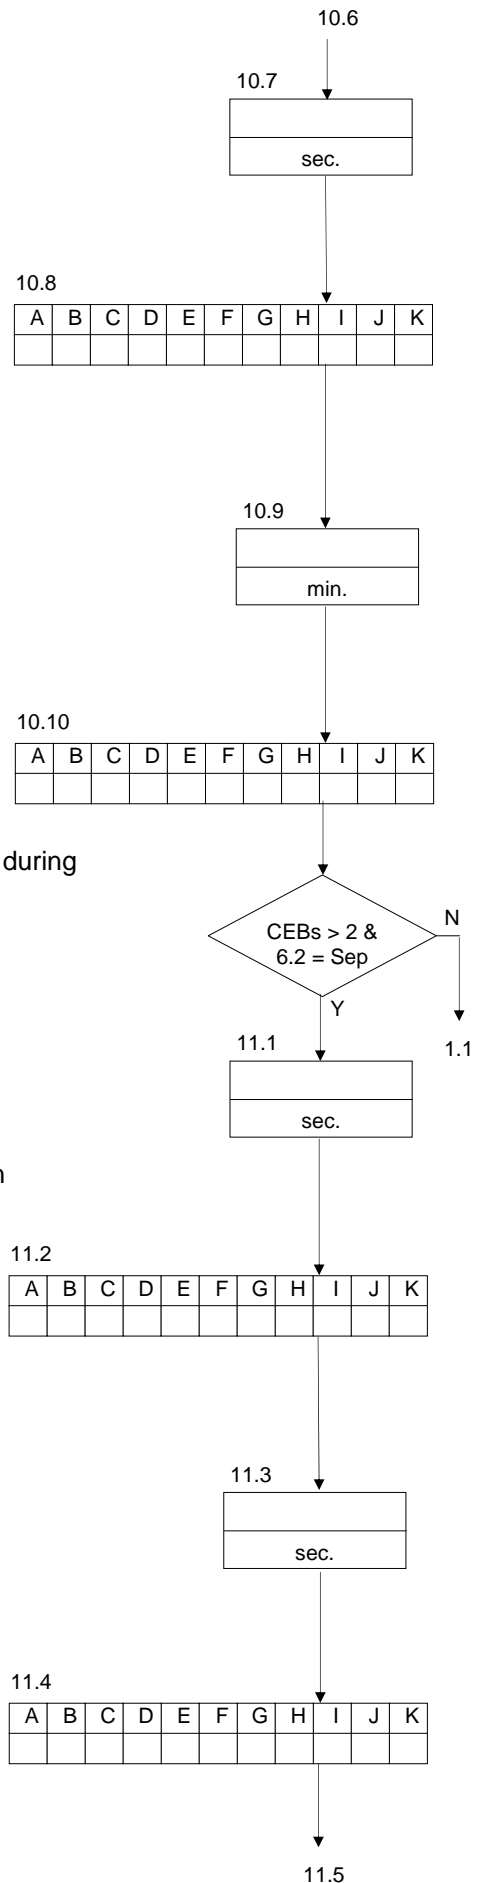 10.6
10.7
sec.
10.8
A B C D E F G H I J K
10.9
min.
10.10
A B C D E F G H I J K
during
CEBs > 2 &
6.2 = Sep
N
Y
1.1
11.1
sec.
n
11.2
A B C D E F G H I J K
11.3
sec.
11.4
A B C D E F G H I J K
11.5